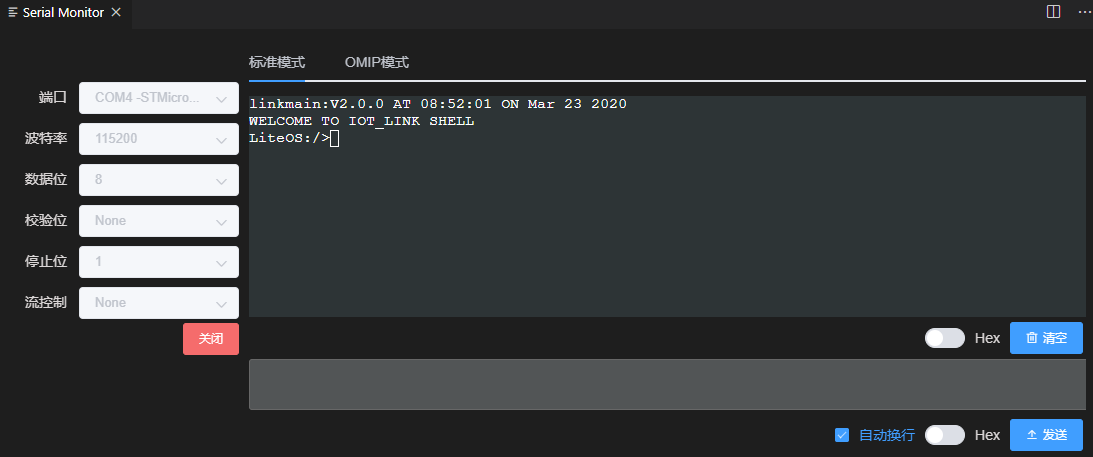 Serial Monitor
标准模式 OMIP模式
端口 COM4 -STMicro...
波特率 115200
数据位 8
校验位 None
停止位 1
流控制 None
关闭
linkmain:V2.0.0 AT 08:52:01 ON Mar 23 2020
WELCOME TO IOT_LINK SHELL
LiteOS:/>
Hex 清空
自动换行 Hex 发送